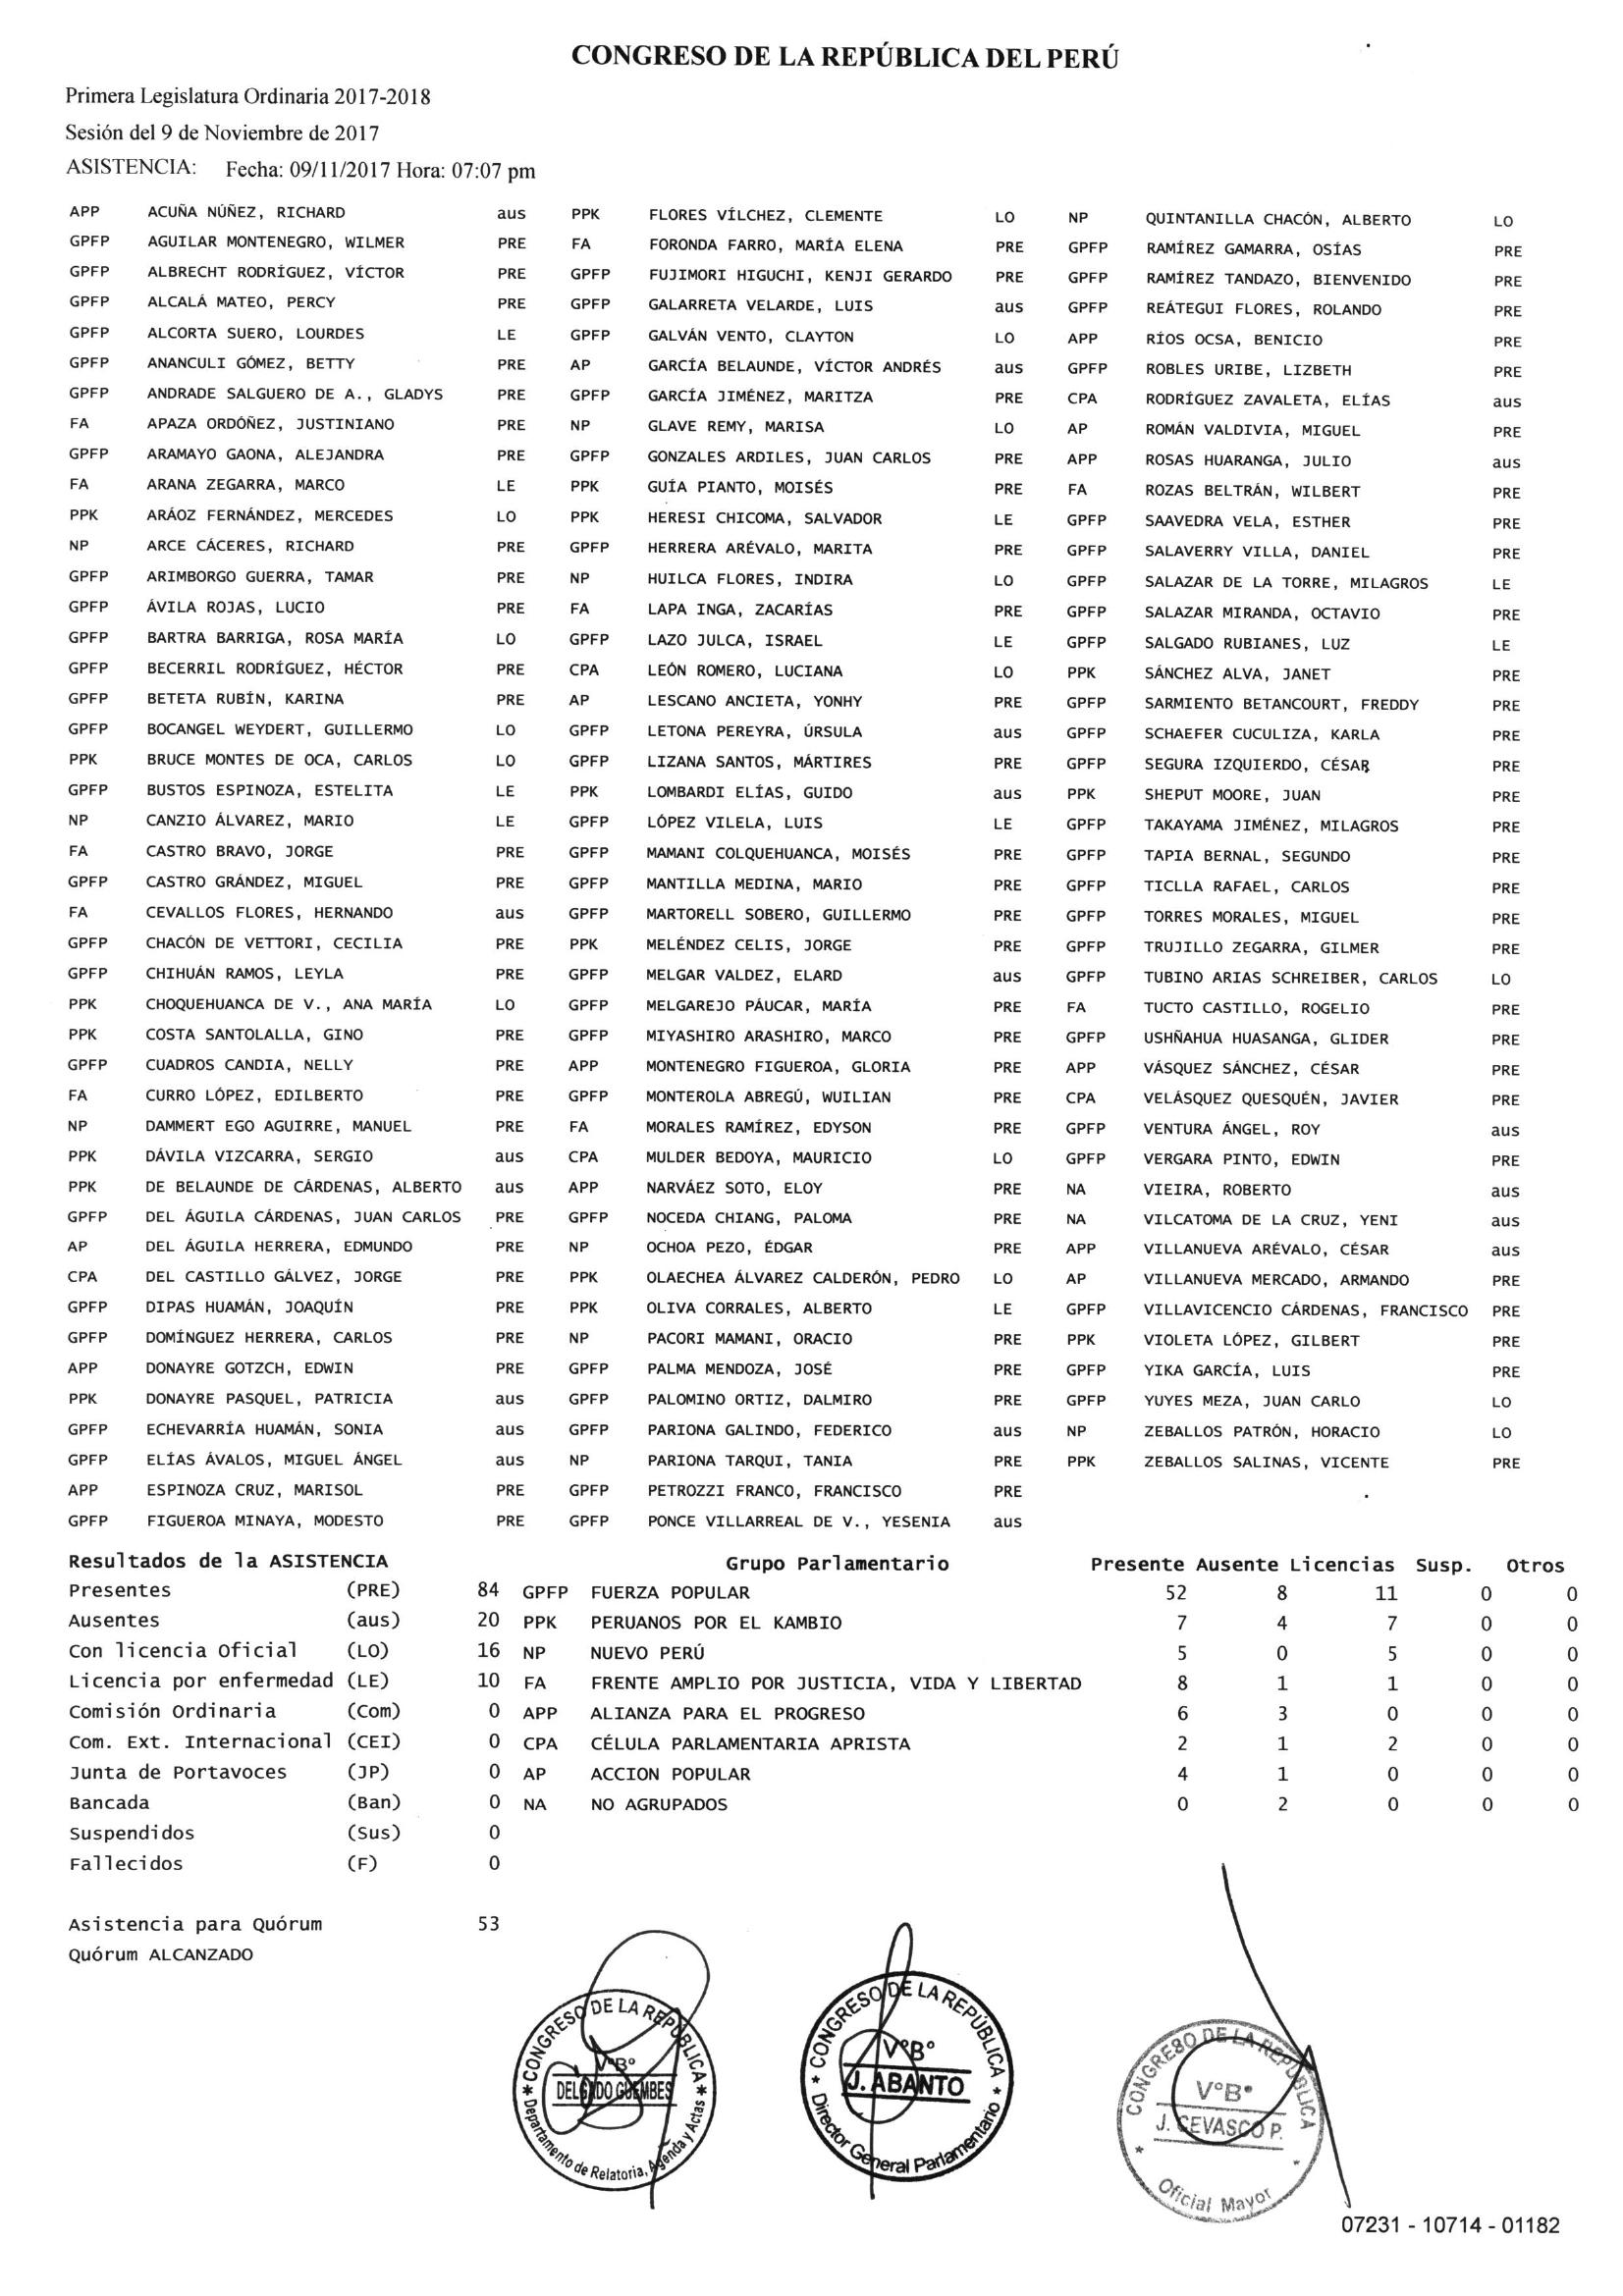 CONGRESO DE LA REPÚBLICA DEL PERÚ
Primera Legislatura Ordinaria 2017-2018
Sesión del 9 de Noviembre de 2017
ASISTENCIA: Fecha: 09/11/2017 Hora: 07:07 pm
APP ACUÑA NÚÑEZ, RICHARD aus PPK FLORES VÍLCHEZ, CLEMENTE LO NP QUINTANILLA CHACÓN, ALBERTO LO
GPFP AGUILAR MONTENEGRO, WILMER PRE FA FORONDA FARRO, MARÍA ELENA PRE GPFP RAMÍREZ GAMARRA, OSÍAS PRE
GPFP ALBRECHT RODRÍGUEZ, VÍCTOR PRE GPFP FUJIMORI HIGUCHI, KENJI GERARDO PRE GPFP RAMÍREZ TANDAZO, BIENVENIDO PRE
GPFP ALCALÁ MATEO, PERCY PRE GPFP GALARRETA VELARDE, LUIS aus GPFP REÁTEGUI FLORES, ROLANDO PRE
GPFP ALCORTA SUERO, LOURDES LE GPFP GALVÁN VENTO, CLAYTON LO APP RÍOS OCSA, BENICIO PRE
GPFP ANANCULI GÓMEZ, BETTY PRE AP GARCÍA BELAUNDE, VÍCTOR ANDRÉS aus GPFP ROBLES URIBE, LIZBETH PRE
GPFP ANDRADE SALGUERO DE A., GLADYS PRE GPFP GARCÍA JIMÉNEZ, MARITZA PRE CPA RODRÍGUEZ ZAVALETA, ELÍAS aus
FA APAZA ORDÓÑEZ, JUSTINIANO PRE NP GLAVE REMY, MARISA LO AP ROMÁN VALDIVIA, MIGUEL PRE
GPFP ARAMAYO GAONA, ALEJANDRA PRE GPFP GONZALES ARDILES, JUAN CARLOS PRE APP ROSAS HUARANGA, JULIO aus
FA ARANA ZEGARRA, MARCO LE PPK GUÍA PIANTO, MOISÉS PRE FA ROZAS BELTRÁN, WILBERT PRE
PPK ARÁOZ FERNÁNDEZ, MERCEDES LO PPK HERESI CHICOMA, SALVADOR LE GPFP SAAVEDRA VELA, ESTHER PRE
NP ARCE CÁCERES, RICHARD PRE GPFP HERRERA ARÉVALO, MARITA PRE GPFP SALAVERRY VILLA, DANIEL PRE
GPFP ARIMBORGO GUERRA, TAMAR PRE NP HUILCA FLORES, INDIRA LO GPFP SALAZAR DE LA TORRE, MILAGROS LE
GPFP ÁVILA ROJAS, LUCIO PRE FA LAPA INGA, ZACARÍAS PRE GPFP SALAZAR MIRANDA, OCTAVIO PRE
GPFP BARTRA BARRIGA, ROSA MARÍA LO GPFP LAZO JULCA, ISRAEL LE GPFP SALGADO RUBIANES, LUZ LE
GPFP BECERRIL RODRÍGUEZ, HÉCTOR PRE CPA LEÓN ROMERO, LUCIANA LO PPK SÁNCHEZ ALVA, JANET PRE
GPFP BETETA RUBÍN, KARINA PRE AP LESCANO ANCIETA, YONHY PRE GPFP SARMIENTO BETANCOURT, FREDDY PRE
GPFP BOCANGEL WEYDERT, GUILLERMO LO GPFP LETONA PEREYRA, ÚRSULA aus GPFP SCHAEFER CUCULIZA, KARLA PRE
PPK BRUCE MONTES DE OCA, CARLOS LO GPFP LIZANA SANTOS, MÁRTIRES PRE GPFP SEGURA IZQUIERDO, CÉSAR PRE
GPFP BUSTOS ESPINOZA, ESTELITA LE PPK LOMBARDI ELÍAS, GUIDO aus PPK SHEPUT MOORE, JUAN PRE
NP CANZIO ÁLVAREZ, MARIO LE GPFP LÓPEZ VILELA, LUIS LE GPFP TAKAYAMA JIMÉNEZ, MILAGROS PRE
FA CASTRO BRAVO, JORGE PRE GPFP MAMANI COLQUEHUANCA, MOISÉS PRE GPFP TAPIA BERNAL, SEGUNDO PRE
GPFP CASTRO GRÁNDEZ, MIGUEL PRE GPFP MANTILLA MEDINA, MARIO PRE GPFP TICLLA RAFAEL, CARLOS PRE
FA CEVALLOS FLORES, HERNANDO aus GPFP MARTORELL SOBERO, GUILLERMO PRE GPFP TORRES MORALES, MIGUEL PRE
GPFP CHACÓN DE VETTORI, CECILIA PRE PPK MELÉNDEZ CELIS, JORGE PRE GPFP TRUJILLO ZEGARRA, GILMER PRE
GPFP CHIHUÁN RAMOS, LEYLA PRE GPFP MELGAR VALDEZ, ELARD aus GPFP TUBINO ARIAS SCHREIBER, CARLOS LO
PPK CHOQUEHUANCA DE V., ANA MARÍA LO GPFP MELGAREJO PÁUCAR, MARÍA PRE FA TUCTO CASTILLO, ROGELIO PRE
PPK COSTA SANTOLALLA, GINO PRE GPFP MIYASHIRO ARASHIRO, MARCO PRE GPFP USHÑAHUA HUASANGA, GLIDER PRE
GPFP CUADROS CANDIA, NELLY PRE APP MONTENEGRO FIGUEROA, GLORIA PRE APP VÁSQUEZ SÁNCHEZ, CÉSAR PRE
FA CURRO LÓPEZ, EDILBERTO PRE GPFP MONTEROLA ABREGÚ, WUILIAN PRE CPA VELÁSQUEZ QUESQUÉN, JAVIER PRE
NP DAMMERT EGO AGUIRRE, MANUEL PRE FA MORALES RAMÍREZ, EDYSON PRE GPFP VENTURA ÁNGEL, ROY aus
PPK DÁVILA VIZCARRA, SERGIO aus CPA MULDER BEDOYA, MAURICIO LO GPFP VERGARA PINTO, EDWIN PRE
PPK DE BELAUNDE DE CÁRDENAS, ALBERTO aus APP NARVÁEZ SOTO, ELOY PRE NA VIEIRA, ROBERTO aus
GPFP DEL ÁGUILA CÁRDENAS, JUAN CARLOS PRE GPFP NOCEDA CHIANG, PALOMA PRE NA VILCATOMA DE LA CRUZ, YENI aus
AP DEL ÁGUILA HERRERA, EDMUNDO PRE NP OCHOA PEZO, ÉDGAR PRE APP VILLANUEVA ARÉVALO, CÉSAR aus
CPA DEL CASTILLO GÁLVEZ, JORGE PRE PPK OLAECHEA ÁLVAREZ CALDERÓN, PEDRO LO AP VILLANUEVA MERCADO, ARMANDO PRE
GPFP DIPAS HUAMÁN, JOAQUÍN PRE PPK OLIVA CORRALES, ALBERTO LE GPFP VILLAVICENCIO CÁRDENAS, FRANCISCO PRE
GPFP DOMÍNGUEZ HERRERA, CARLOS PRE NP PACORI MAMANI, ORACIO PRE PPK VIOLETA LÓPEZ, GILBERT PRE
APP DONAYRE GOTZCH, EDWIN PRE GPFP PALMA MENDOZA, JOSÉ PRE GPFP YIKA GARCÍA, LUIS PRE
PPK DONAYRE PASQUEL, PATRICIA aus GPFP PALOMINO ORTIZ, DALMIRO PRE GPFP YUYES MEZA, JUAN CARLO LO
GPFP ECHEVARRÍA HUAMÁN, SONIA aus GPFP PARIONA GALINDO, FEDERICO aus NP ZEBALLOS PATRÓN, HORACIO LO
GPFP ELÍAS ÁVALOS, MIGUEL ÁNGEL aus NP PARIONA TARQUI, TANIA PRE PPK ZEBALLOS SALINAS, VICENTE PRE
APP ESPINOZA CRUZ, MARISOL PRE GPFP PETROZZI FRANCO, FRANCISCO PRE
GPFP FIGUEROA MINAYA, MODESTO PRE GPFP PONCE VILLARREAL DE V., YESENIA aus
Resultados de la ASISTENCIA Grupo Parlamentario Presente Ausente Licencias Susp. Otros
Presentes (PRE) 84 GPFP FUERZA POPULAR 52 8 11 0 0
Ausentes (aus) 20 PPK PERUANOS POR EL KAMBIO 7 4 7 0 0
Con licencia Oficial (LO) 16 NP NUEVO PERÚ 5 0 5 0 0
Licencia por enfermedad (LE) 10 FA FRENTE AMPLIO POR JUSTICIA, VIDA Y LIBERTAD 8 1 1 0 0
Comisión Ordinaria (Com) 0 APP ALIANZA PARA EL PROGRESO 6 3 0 0 0
Com. Ext. Internacional (CEI) 0 CPA CÉLULA PARLAMENTARIA APRISTA 2 1 2 0 0
Junta de Portavoces (JP) 0 AP ACCION POPULAR 4 1 0 0 0
Bancada (Ban) 0 NA NO AGRUPADOS 0 2 0 0 0
Suspendidos (Sus) 0
Fallecidos (F) 0
Asistencia para Quórum 53
Quórum ALCANZADO
CONGRESO DE LA REPÚBLICA
V°B°
DELGADO GUEMBES
Departamento de Relatoria, Agenda y Actas
CONGRESO DE LA REPÚBLICA
V°B°
J. ABANTO
Director General Parlamentario
CONGRESO DE LA REPÚBLICA
V°B°
J. CEVASCO P.
Oficial Mayor
07231 - 10714 - 01182